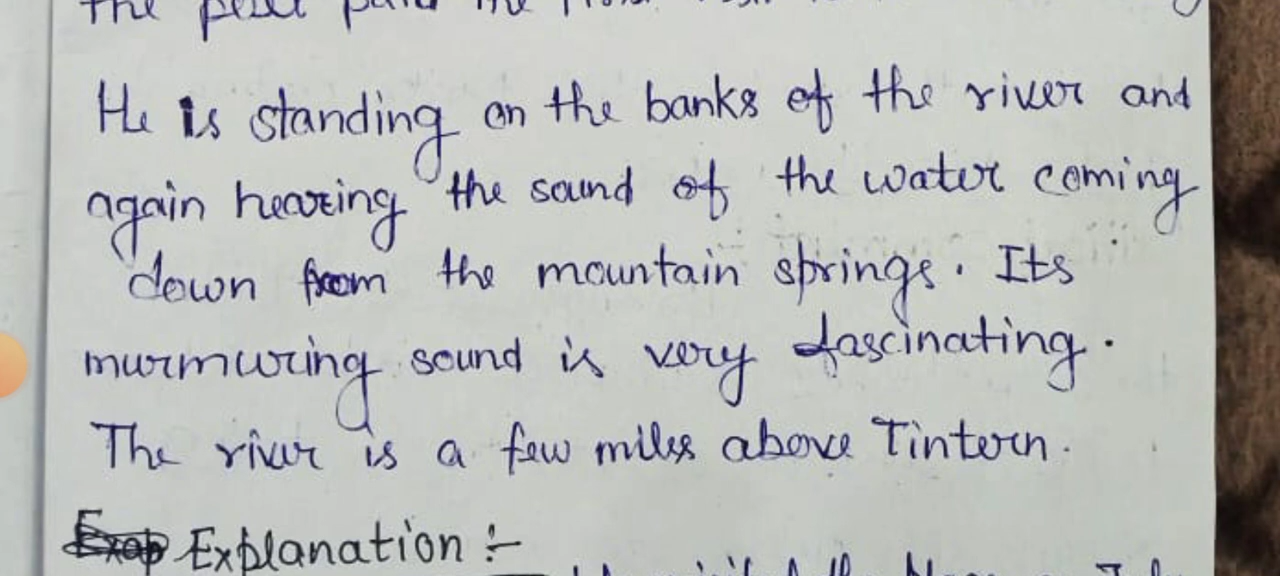 He is standing on the banks of the river and
again hearing the sound of the water coming
down from the mountain springs. Its
murmuring sound is very fascinating.
The river is a few miles above Tintern.
Explanation :-